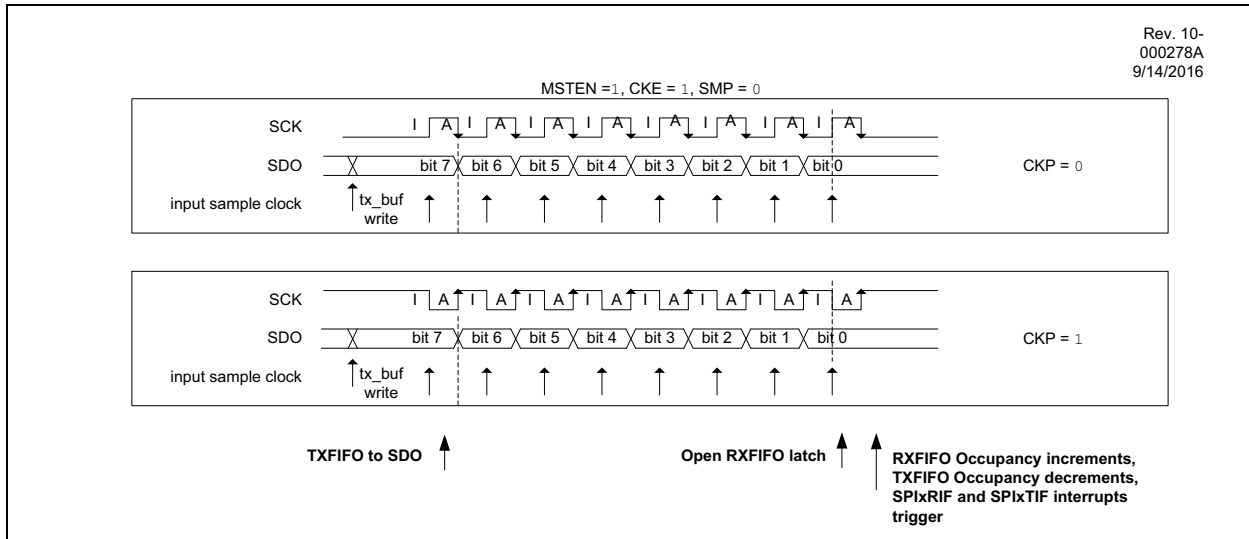 Rev. 10-
000278A
9/14/2016
MSTEN =1, CKE = 1, SMP = 0
SCK I A I A I A I A I A I A I A I A
SDO bit 7 bit 6 bit 5 bit 4 bit 3 bit 2 bit 1 bit 0 CKP = 0
input sample clock tx_buf
write
SCK I A I A I A I A I A I A I A I A
SDO bit 7 bit 6 bit 5 bit 4 bit 3 bit 2 bit 1 bit 0 CKP = 1
input sample clock tx_buf
write
TXFIFO to SDO Open RXFIFO latch RXFIFO Occupancy increments,
TXFIFO Occupancy decrements,
SPIxRIF and SPIxTIF interrupts
trigger